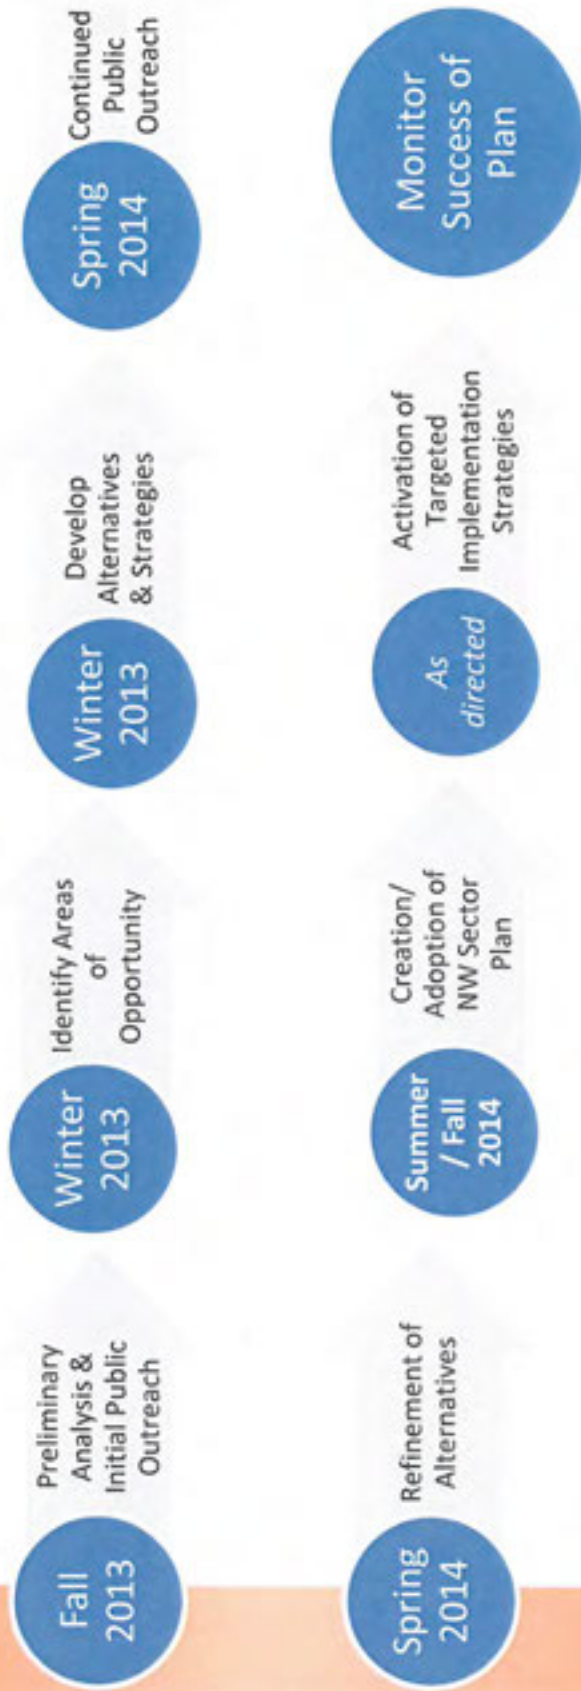 Fall
2013
Preliminary
Analysis &
Initial Public
Outreach
Winter
2013
Identify Areas
of
Opportunity
Winter
2013
Develop
Alternatives
& Strategies
Spring
2014
Continued
Public
Outreach
Spring
2014
Refinement of
Alternatives
Summer
/ Fall
2014
Creation/
Adoption of
NW Sector
Plan
As
directed
Activation of
Targeted
Implementation
Strategies
Monitor
Success of
Plan